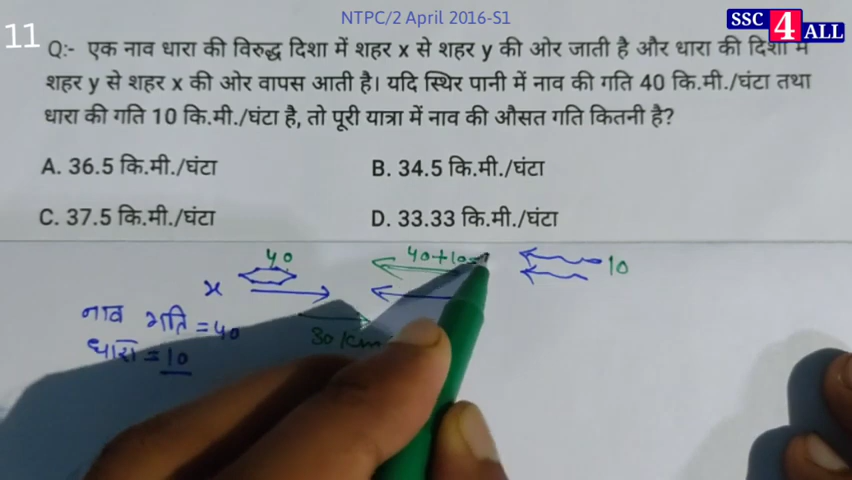 NTPC/2 April 2016-S1
SSC 4 ALL
11
Q:- एक नाव धारा की विरुद्ध दिशा में शहर x से शहर y की ओर जाती है और धारा की दिशा में
शहर y से शहर x की ओर वापस आती है। यदि स्थिर पानी में नाव की गति 40 कि.मी./घंटा तथा
धारा की गति 10 कि.मी./घंटा है, तो पूरी यात्रा में नाव की औसत गति कितनी है?
A. 36.5 कि.मी./घंटा
B. 34.5 कि.मी./घंटा
C. 37.5 कि.मी./घंटा
D. 33.33 कि.मी./घंटा
40
40+10=
10
x
नाव गति = 40
30 km
धारा = 10